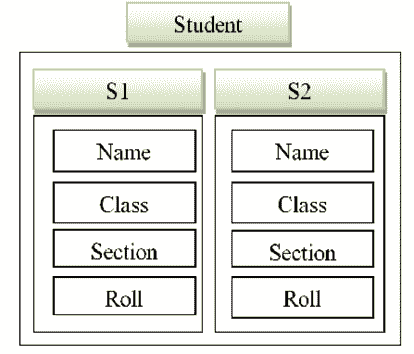 Student
S1
S2
Name
Name
Class
Class
Section
Section
Roll
Roll